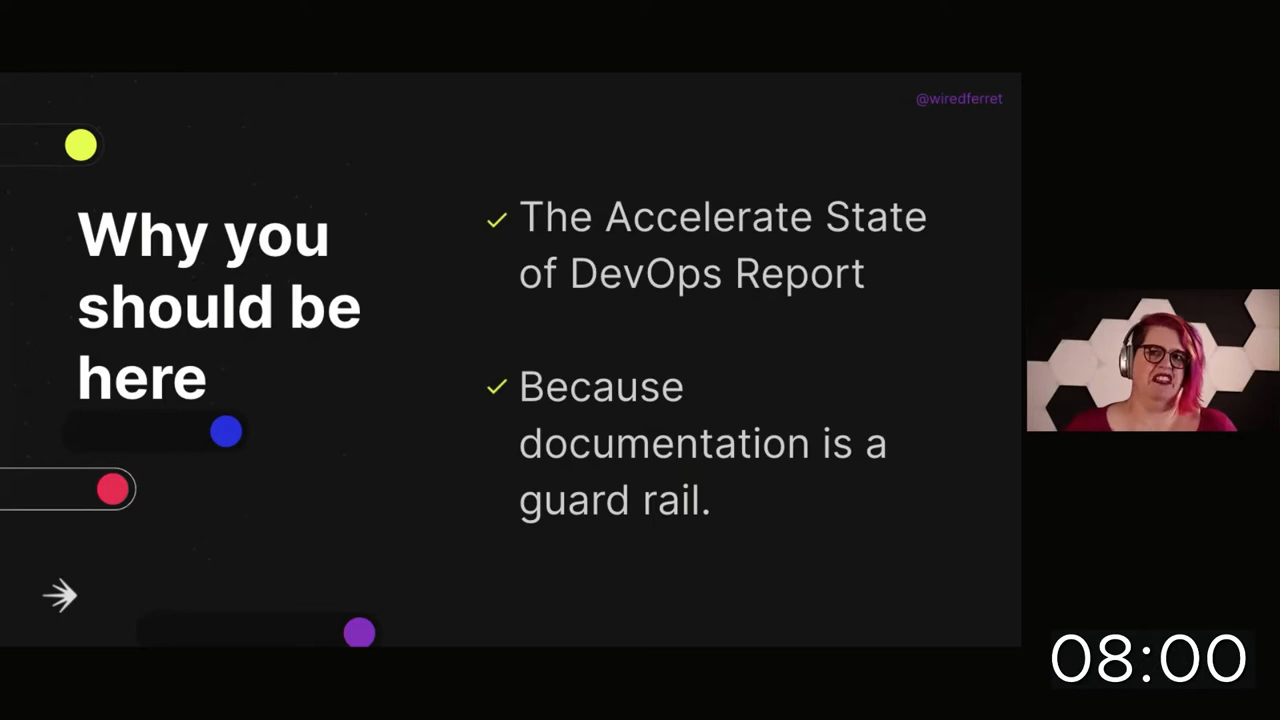 @wiredferret
Why you
should be
here
The Accelerate State
of DevOps Report
Because
documentation is a
guard rail.
08:00